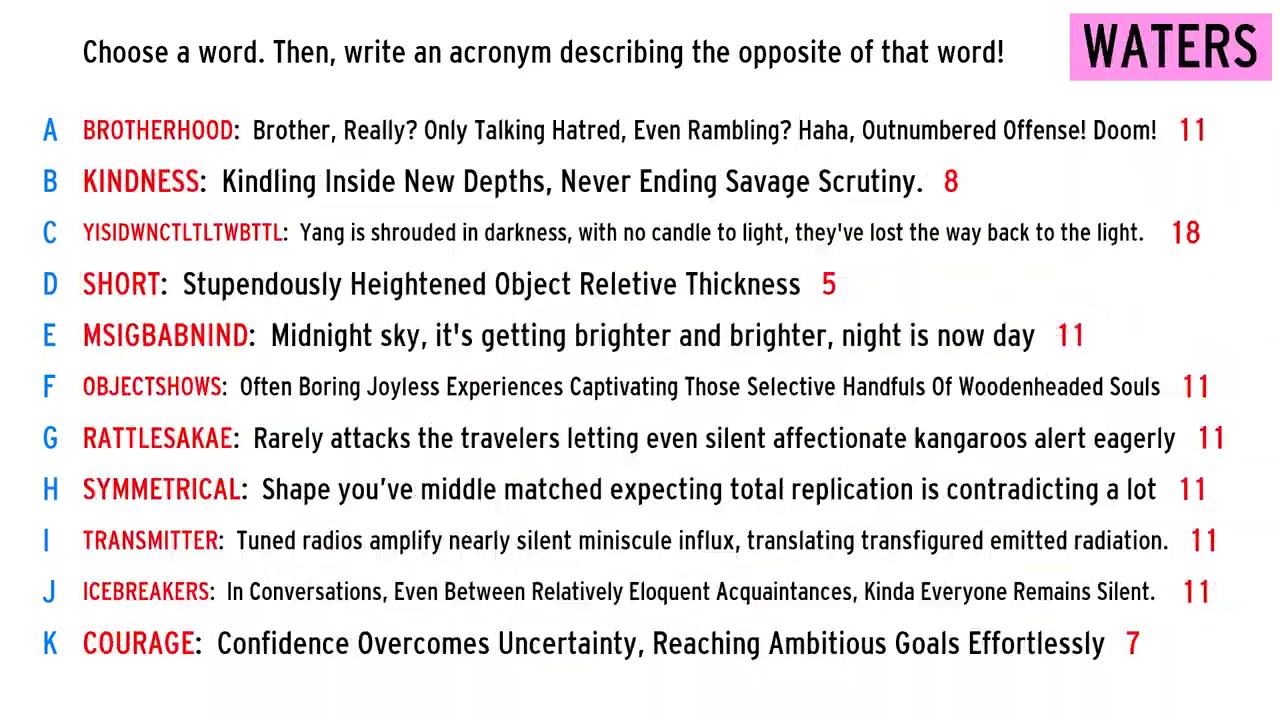 Choose a word. Then, write an acronym describing the opposite of that word!
WATERS
A BROTHERHOOD: Brother, Really? Only Talking Hatred, Even Rambling? Haha, Outnumbered Offense! Doom! 11
B KINDNESS: Kindling Inside New Depths, Never Ending Savage Scrutiny. 8
C YISIDWNCTLTLTWBTTL: Yang is shrouded in darkness, with no candle to light, they've lost the way back to the light. 18
D SHORT: Stupendously Heightened Object Reletive Thickness 5
E MSIGBABNIND: Midnight sky, it's getting brighter and brighter, night is now day 11
F OBJECTSHOWS: Often Boring Joyless Experiences Captivating Those Selective Handfuls Of Woodenheaded Souls 11
G RATTLESAKAE: Rarely attacks the travelers letting even silent affectionate kangaroos alert eagerly 11
H SYMMETRICAL: Shape you’ve middle matched expecting total replication is contradicting a lot 11
I TRANSMITTER: Tuned radios amplify nearly silent miniscule influx, translating transfigured emitted radiation. 11
J ICEBREAKERS: In Conversations, Even Between Relatively Eloquent Acquaintances, Kinda Everyone Remains Silent. 11
K COURAGE: Confidence Overcomes Uncertainty, Reaching Ambitious Goals Effortlessly 7